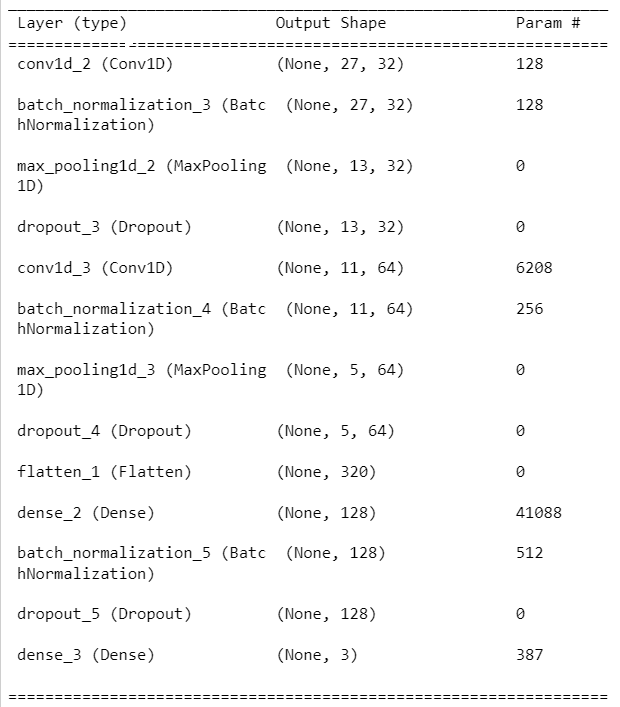 Layer (type) Output Shape Param #
=================================================================
conv1d_2 (Conv1D) (None, 27, 32) 128
batch_normalization_3 (Batc (None, 27, 32) 128
hNormalization)
max_pooling1d_2 (MaxPooling (None, 13, 32) 0
1D)
dropout_3 (Dropout) (None, 13, 32) 0
conv1d_3 (Conv1D) (None, 11, 64) 6208
batch_normalization_4 (Batc (None, 11, 64) 256
hNormalization)
max_pooling1d_3 (MaxPooling (None, 5, 64) 0
1D)
dropout_4 (Dropout) (None, 5, 64) 0
flatten_1 (Flatten) (None, 320) 0
dense_2 (Dense) (None, 128) 41088
batch_normalization_5 (Batc (None, 128) 512
hNormalization)
dropout_5 (Dropout) (None, 128) 0
dense_3 (Dense) (None, 3) 387
=================================================================